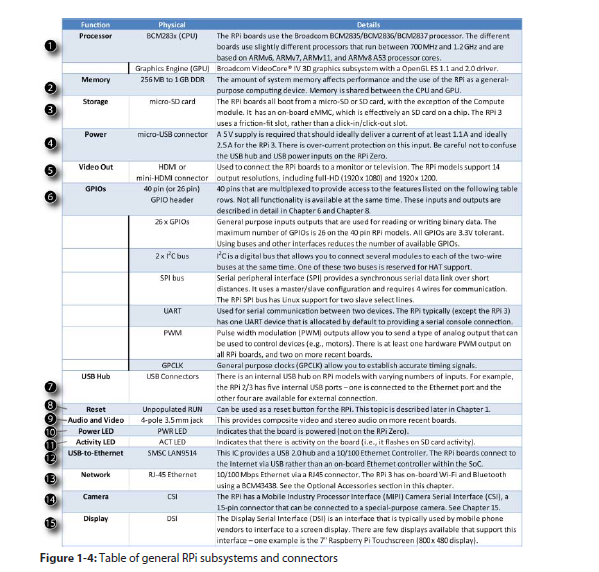 Function Physical Details
1 Processor BCM283x (CPU) The RPi boards use the Broadcom BCM2835/BCM2836/BCM2837 processor. The different
boards use slightly different processors that run between 700MHz and 1.2GHz and are
based on ARMv6, ARMv7, ARMv11, and ARMv8 A53 processor cores.
Graphics Engine (GPU) Broadcom VideoCore® IV 3D graphics subsystem with a OpenGL ES 1.1 and 2.0 driver.
2 Memory 256MB to 1GB DDR The amount of system memory affects performance and the use of the RPi as a general-
purpose computing device. Memory is shared between the CPU and GPU.
3 Storage micro-SD card The RPi boards all boot from a micro-SD or SD card, with the exception of the Compute
module. It has an on-board eMMC, which is effectively an SD card on a chip. The RPi 3
uses a friction-fit slot, rather than a click-in/click-out slot.
4 Power micro-USB connector A 5V supply is required that should ideally deliver a current of at least 1.1A and ideally
2.5A for the RPi 3. There is over-current protection on this input. Be careful not to confuse
the USB hub and USB power inputs on the RPi Zero.
5 Video Out HDMI or Used to connect the RPi boards to a monitor or television. The RPi models support 14
mini-HDMI connector output resolutions, including full-HD (1920x1080) and 1920x1200.
6 GPIOs 40 pin (or 26 pin) 40 pins that are multiplexed to provide access to the features listed on the following table
GPIO header rows. Not all functionality is available at the same time. These inputs and outputs are
described in detail in Chapter 6 and Chapter 8.
26 x GPIOs General purpose inputs outputs that are used for reading or writing binary data. The
maximum number of GPIOs is 26 on the 40 pin RPi models. All GPIOs are 3.3V tolerant.
Using buses and other interfaces reduces the number of available GPIOs.
2 x I²C bus I²C is a digital bus that allows you to connect several modules to each of the two-wire
buses at the same time. One of these two buses is reserved for HAT support.
SPI bus Serial peripheral interface (SPI) provides a synchronous serial data link over short
distances. It uses a master/slave configuration and requires 4 wires for communication.
The RPi SPI bus has Linux support for two slave select lines.
UART Used for serial communication between two devices. The RPi typically (except the RPi 3)
has one UART device that is allocated by default to providing a serial console connection.
PWM Pulse width modulation (PWM) outputs allow you to send a type of analog output that can
be used to control devices (e.g., motors). There is at least one hardware PWM output on
all RPi boards, and two on more recent boards.
GPCLK General purpose clocks (GPCLK) allow you to establish accurate timing signals.
7 USB Hub USB Connectors There is an internal USB hub on RPi models with varying numbers of inputs. For example,
the RPi 2/3 has five internal USB ports – one is connected to the Ethernet port and the
other four are available for external connection.
8 Reset Unpopulated RUN Can be used as a reset button for the RPi. This topic is described later in Chapter 1.
9 Audio and Video 4-pole 3.5mm jack This provides composite video and stereo audio on more recent boards.
10 Power LED PWR LED Indicates that the board is powered (not on the RPi Zero).
11 Activity LED ACT LED Indicates that there is activity on the board (i.e., it flashes on SD card activity).
12 USB-to-Ethernet SMSC LAN9514 This IC provides a USB 2.0 hub and a 10/100 Ethernet Controller. The RPi boards connect to
the Internet via USB rather than an on-board Ethernet within the SoC.
13 Network RJ-45 Ethernet 10/100 Mbps Ethernet via a RJ45 connector. The RPi 3 has on-board Wi-Fi and Bluetooth
using a BCM43438. See the Optional Accessories section in this chapter.
14 Camera CSI The RPi has a Mobile Industry Processor Interface (MIPI) Camera Serial Interface (CSI), a
15-pin connector that can be connected to a special-purpose camera. See Chapter 15.
15 Display DSI The Display Serial Interface (DSI) is an interface that is typically used by mobile phone
vendors to interface to a screen display. There are few displays available that support this
interface – one example is the 7" Raspberry Pi Touchscreen (800x480 display).
Figure 1-4: Table of general RPi subsystems and connectors